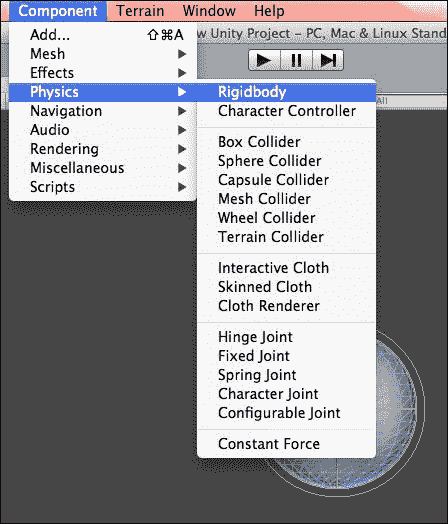 Component Terrain Window Help
w Unity Project – PC, Mac & Linux Stand
Add... ⇧⌘A
Mesh
Effects
Physics
Navigation
Audio
Rendering
Miscellaneous
Scripts
All
Rigidbody
Character Controller
Box Collider
Sphere Collider
Capsule Collider
Mesh Collider
Wheel Collider
Terrain Collider
Interactive Cloth
Skinned Cloth
Cloth Renderer
Hinge Joint
Fixed Joint
Spring Joint
Character Joint
Configurable Joint
Constant Force